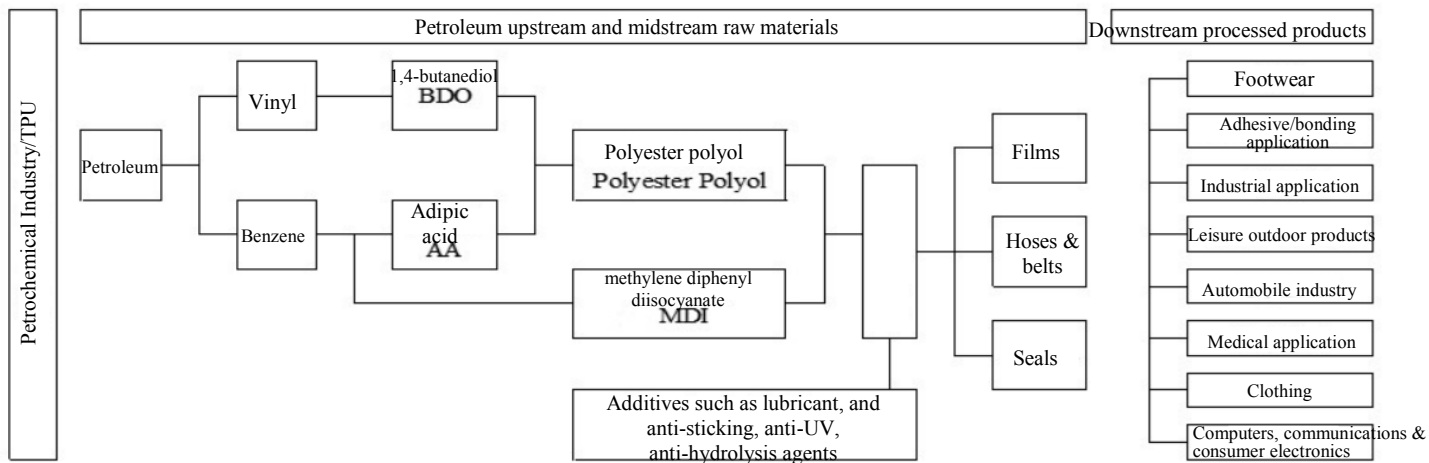 Petrochemical Industry/TPU
Petroleum upstream and midstream raw materials
Downstream processed products
Petroleum
Vinyl
Benzene
1,4-butanediol
BDO
Adipic
acid
AA
Polyester polyol
Polyester Polyol
methylene diphenyl
diisocyanate
MDI
Additives such as lubricant, and
anti-sticking, anti-UV,
anti-hydrolysis agents
Films
Hoses &
belts
Seals
Footwear
Adhesive/bonding
application
Industrial application
Leisure outdoor products
Automobile industry
Medical application
Clothing
Computers, communications &
consumer electronics